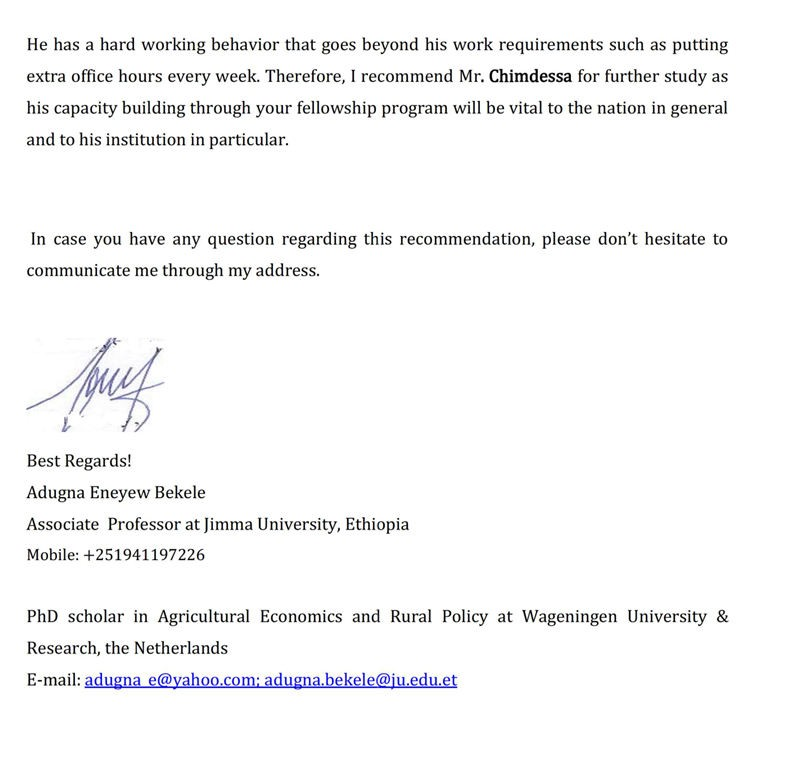 He has a hard working behavior that goes beyond his work requirements such as putting
extra office hours every week. Therefore, I recommend Mr. Chimdessa for further study as
his capacity building through your fellowship program will be vital to the nation in general
and to his institution in particular.
In case you have any question regarding this recommendation, please don’t hesitate to
communicate me through my address.
Best Regards!
Adugna Eneyew Bekele
Associate Professor at Jimma University, Ethiopia
Mobile: +251941197226
PhD scholar in Agricultural Economics and Rural Policy at Wageningen University &
Research, the Netherlands
E-mail: adugna_e@yahoo.com; adugna.bekele@ju.edu.et